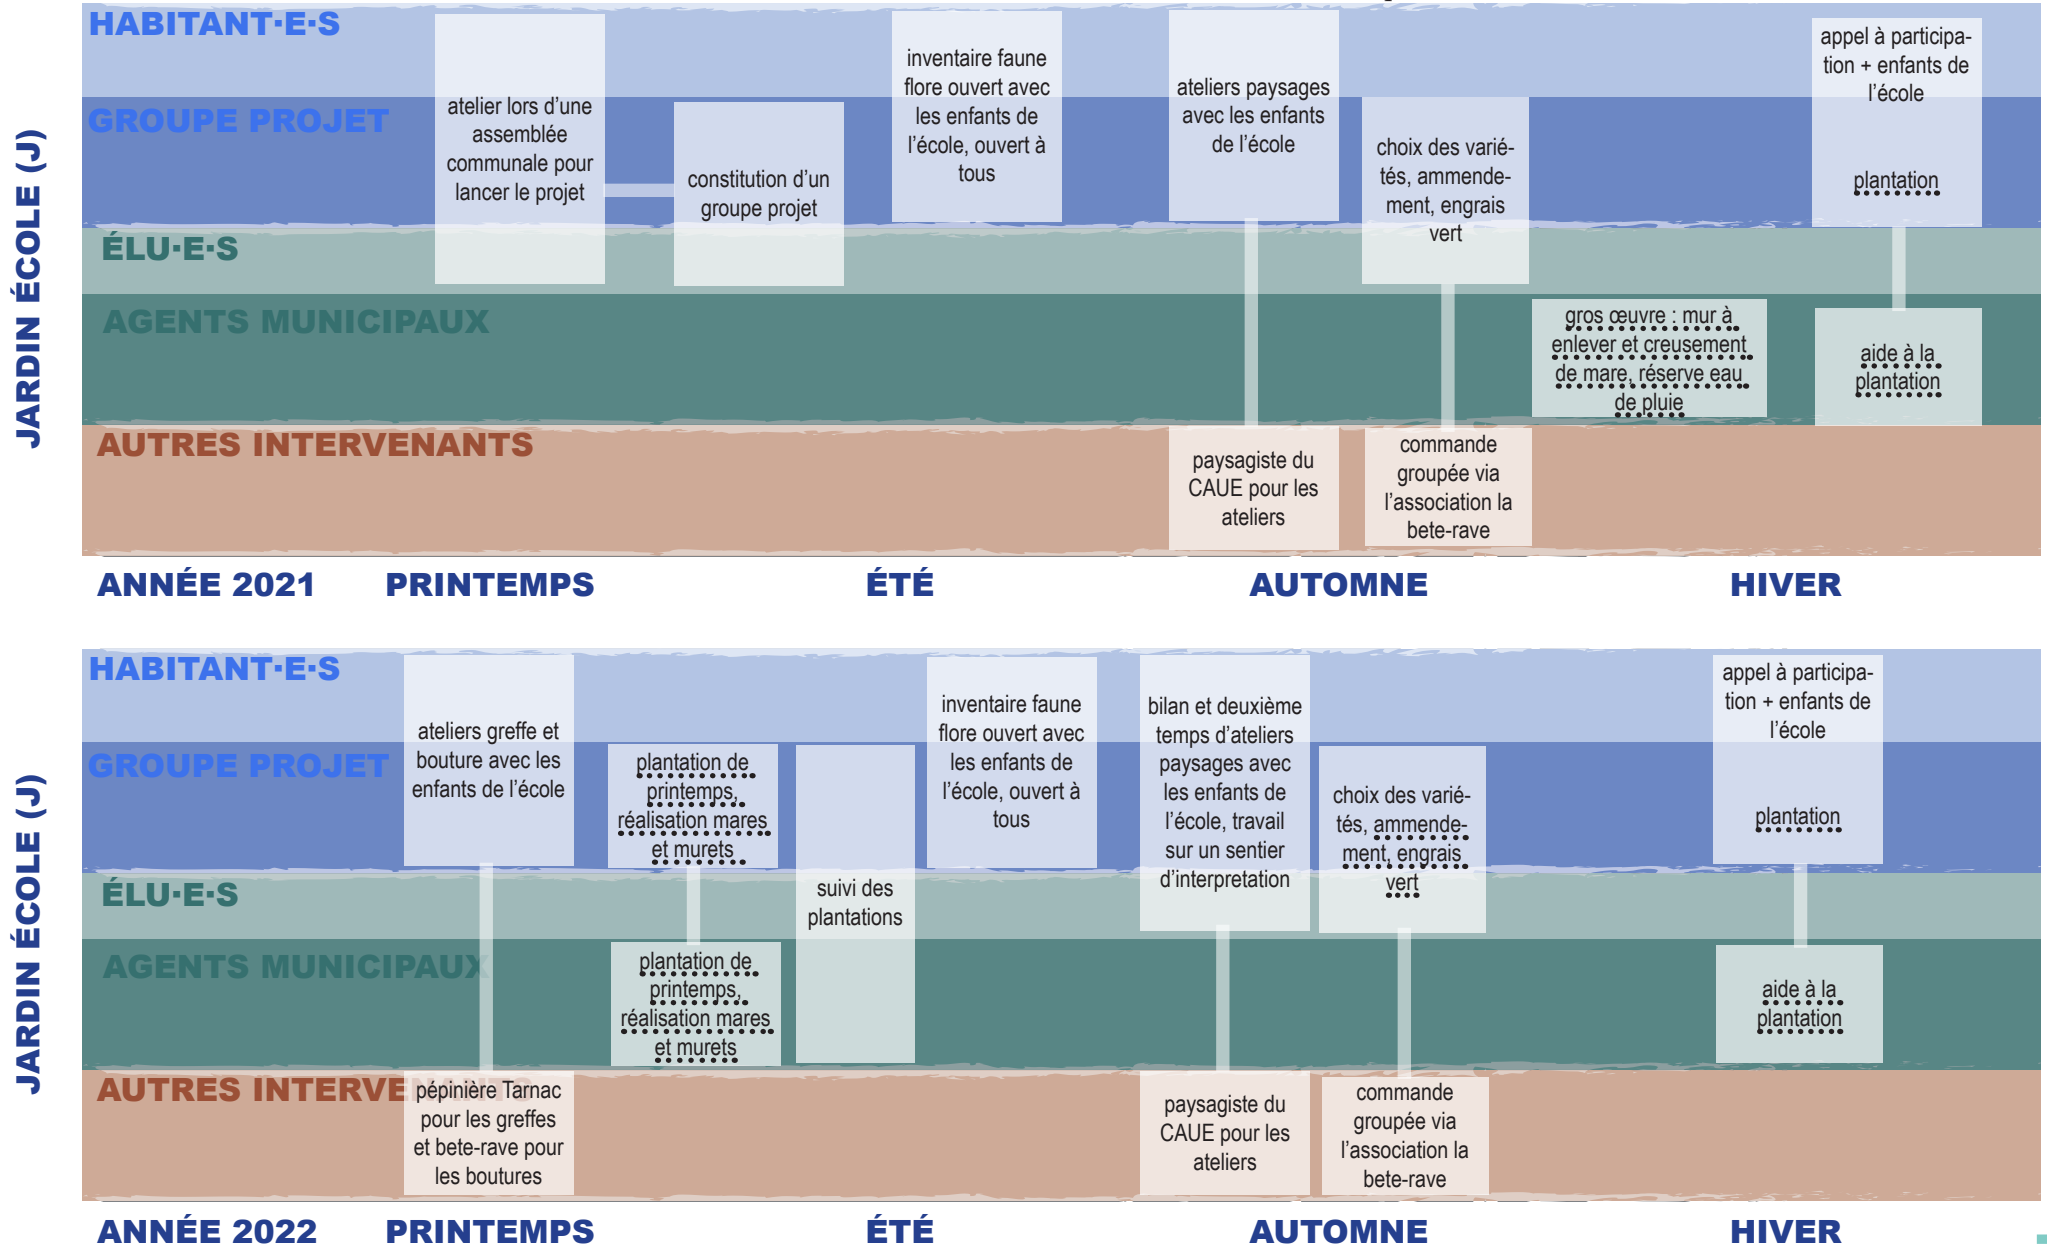 JARDIN ÉCOLE (J)
HABITANT·E·S
GROUPE PROJET
ÉLU·E·S
AGENTS MUNICIPAUX
AUTRES INTERVENANTS
atelier lors d'une
assemblée
communale pour
lancer le projet
constitution d'un
groupe projet
inventaire faune
flore ouvert avec
les enfants de
l'école, ouvert à
tous
ateliers paysages
avec les enfants
de l'école
paysagiste du
CAUE pour les
ateliers
choix des varié-
tés, ammende-
ment, engrais
vert
commande
groupée via
l'association la
bete-rave
gros œuvre : mur à
enlever et creusement
de mare, réserve eau
de pluie
appel à participa-
tion + enfants de
l'école
plantation
aide à la
plantation
ANNÉE 2021
PRINTEMPS
ÉTÉ
AUTOMNE
HIVER
JARDIN ÉCOLE (J)
HABITANT·E·S
GROUPE PROJET
ÉLU·E·S
AGENTS MUNICIPAUX
AUTRES INTERVENANTS
ateliers greffe et
bouture avec les
enfants de l'école
pépinière Tarnac
pour les greffes
et bete-rave pour
les boutures
plantation de
printemps,
réalisation mares
et murets
plantation de
printemps,
réalisation mares
et murets
suivi des
plantations
inventaire faune
flore ouvert avec
les enfants de
l'école, ouvert à
tous
bilan et deuxième
temps d'ateliers
paysages avec
les enfants de
l'école, travail
sur un sentier
d'interpretation
paysagiste du
CAUE pour les
ateliers
choix des varié-
tés, ammende-
ment, engrais
vert
commande
groupée via
l'association la
bete-rave
appel à participa-
tion + enfants de
l'école
plantation
aide à la
plantation
ANNÉE 2022
PRINTEMPS
ÉTÉ
AUTOMNE
HIVER